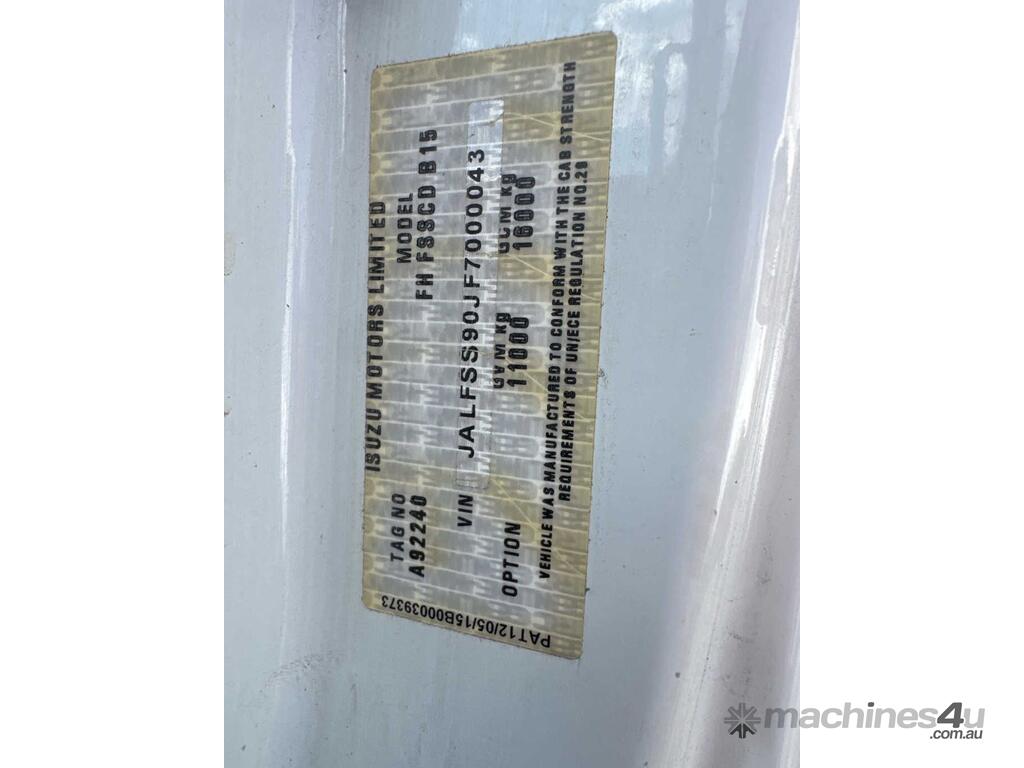 ISUZU MOTORS LIMITED
TAG NO
MODEL
A92240
FH FSSCD B15
VIN JALFSS90JF7000043
GVM kg
GCM kg
OPTION
11000
16000
VEHICLE WAS MANUFACTURED TO CONFORM WITH THE CAB STRENGTH
REQUIREMENTS OF UN/ECE REGULATION NO.29
PAT12/05/15B00039373
machines4u
.com.au